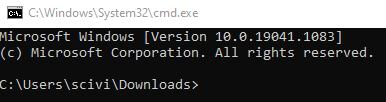 C:\Windows\System32\cmd.exe
Microsoft Windows [Version 10.0.19041.1083]
(c) Microsoft Corporation. All rights reserved.
C:\Users\scivi\Downloads>